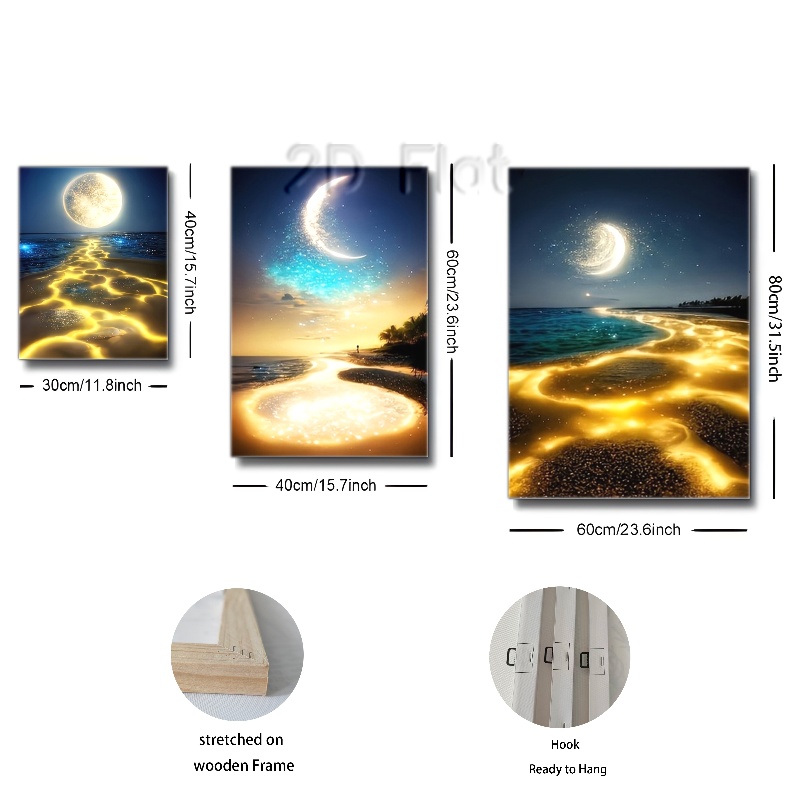 2D Flat
40cm/15.7inch
30cm/11.8inch
60cm/23.6inch
40cm/15.7inch
80cm/31.5inch
60cm/23.6inch
stretched on
wooden Frame
Hook
Ready to Hang